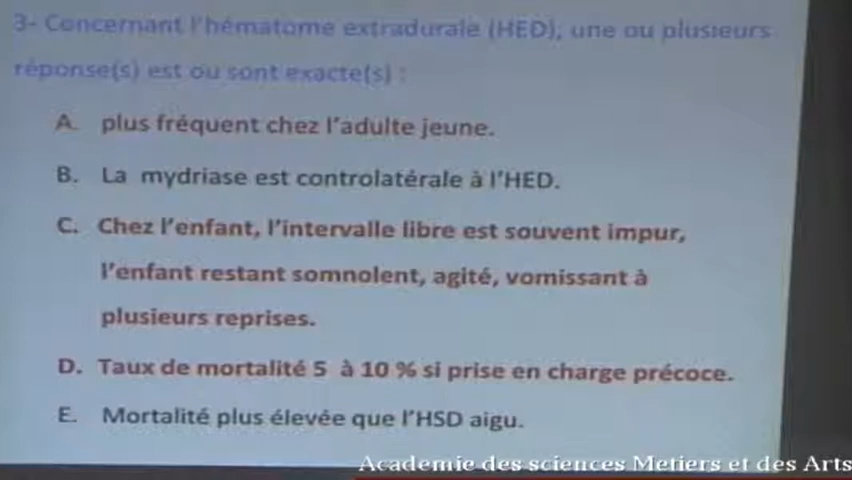 3- Concernant l'hématome extradurale (HED), une ou plusieurs
réponse(s) est ou sont exacte(s) :
A. plus fréquent chez l'adulte jeune.
B. La mydriase est controlatérale à l'HED.
C. Chez l'enfant, l'intervalle libre est souvent impur,
l'enfant restant somnolent, agité, vomissant à
plusieurs reprises.
D. Taux de mortalité 5 à 10 % si prise en charge précoce.
E. Mortalité plus élevée que l'HSD aigu.
Academie des sciences Metiers et des Arts